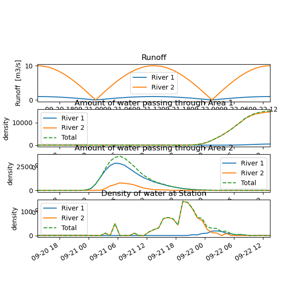 Runoff
Runoff [m3/s]
10
0
River 1
River 2
Amount of water passing through Area 1
density
10000
0
River 1
River 2
Total
Amount of water passing through Area 2
density
25000
0
River 1
River 2
Total
Density of water at Station
density
100
0
River 1
River 2
Total
09-20 18
09-21 00
09-21 06
09-21 12
09-21 18
09-22 00
09-22 06
09-22 12